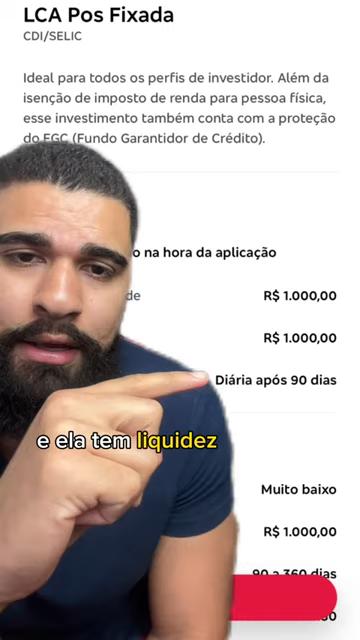 LCA Pos Fixada
CDI/SELIC
Ideal para todos os perfis de investidor. Além da
isenção de imposto de renda para pessoa física,
esse investimento também conta com a proteção
do FGC (Fundo Garantidor de Crédito).
na hora da aplicação
de R$ 1.000,00
R$ 1.000,00
Diária após 90 dias
e ela tem liquidez
Muito baixo
R$ 1.000,00
90 a 360 dias